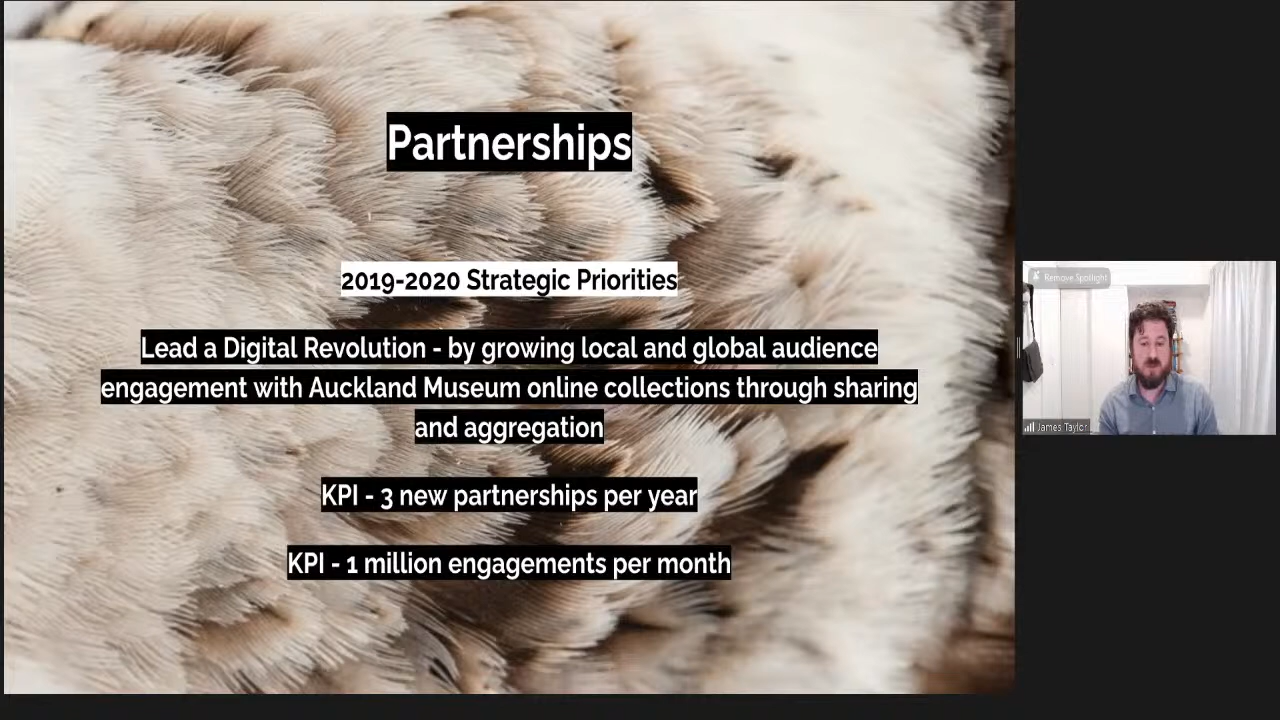 Partnerships
2019-2020 Strategic Priorities
Lead a Digital Revolution - by growing local and global audience
engagement with Auckland Museum online collections through sharing
and aggregation
KPI - 3 new partnerships per year
KPI - 1 million engagements per month
Remove Spotlight
James Taylor